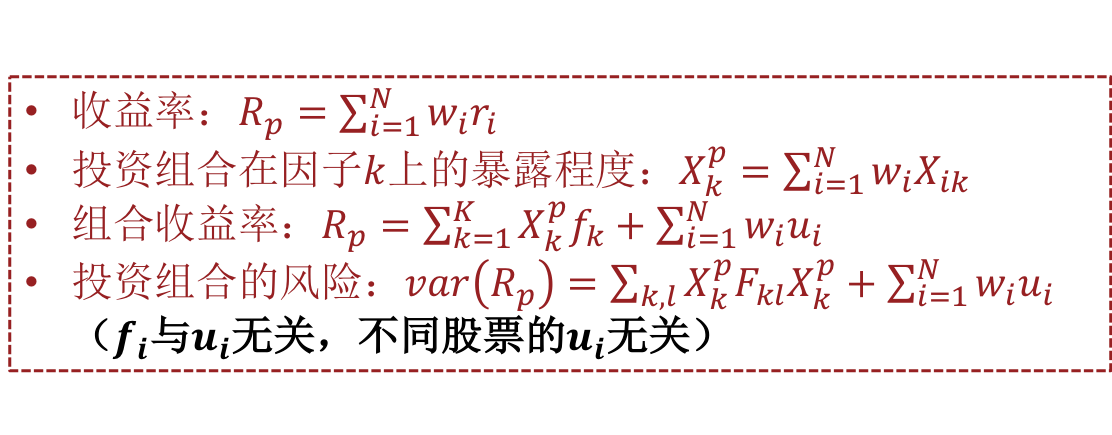 • 收益率：$R_p = \sum_{i=1}^{N} w_i r_i$
• 投资组合在因子$k$上的暴露程度：$X_k^p = \sum_{i=1}^{N} w_i X_{ik}$
• 组合收益率：$R_p = \sum_{k=1}^{K} X_k^p f_k + \sum_{i=1}^{N} w_i u_i$
• 投资组合的风险：$var(R_p) = \sum_{k,l} X_k^p F_{kl} X_k^p + \sum_{i=1}^{N} w_i u_i$
（$f_i$与$u_i$无关，不同股票的$u_i$无关）